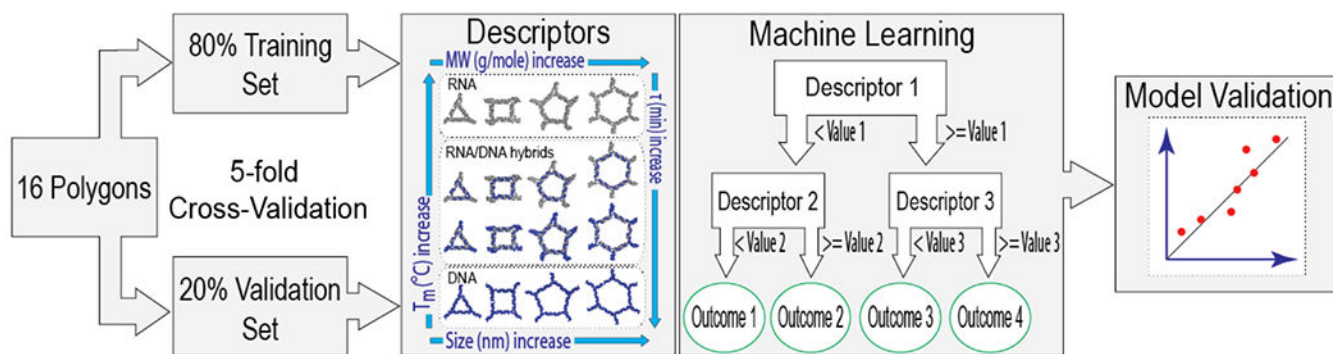 16 Polygons
80% Training
Set
5-fold
Cross-Validation
20% Validation
Set
Descriptors
MW (g/mole) increase
RNA
RNA/DNA hybrids
DNA
Tm (°C) increase
τ (min) increase
Size (nm) increase
Machine Learning
Descriptor 1
<Value 1
>=Value 1
Descriptor 2
Descriptor 3
<Value 2
>=Value 2
<Value 3
>=Value 3
Outcome 1
Outcome 2
Outcome 3
Outcome 4
Model Validation